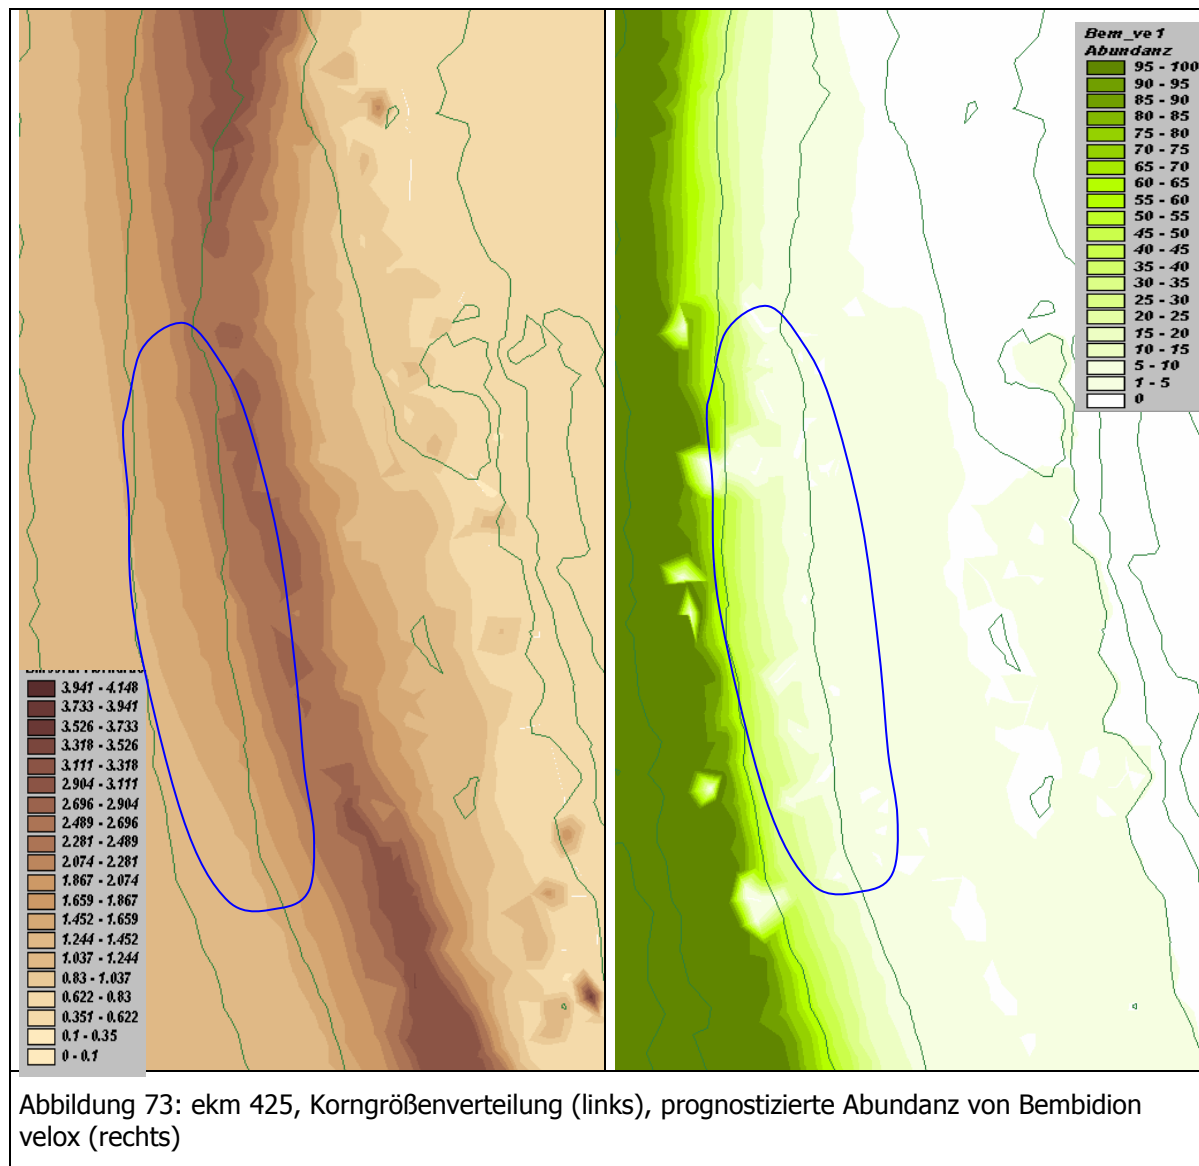 3.941 - 4.148
3.733 - 3.941
3.526 - 3.733
3.318 - 3.526
3.111 - 3.318
2.904 - 3.111
2.696 - 2.904
2.489 - 2.696
2.281 - 2.489
2.074 - 2.281
1.867 - 2.074
1.659 - 1.867
1.452 - 1.659
1.244 - 1.452
1.037 - 1.244
0.83 - 1.037
0.622 - 0.83
0.351 - 0.622
0.1 - 0.35
0 - 0.1
Bem_ve1
Abundanz
95 - 100
90 - 95
85 - 90
80 - 85
75 - 80
70 - 75
65 - 70
60 - 65
55 - 60
50 - 55
45 - 50
40 - 45
35 - 40
30 - 35
25 - 30
20 - 25
15 - 20
10 - 15
5 - 10
1 - 5
0
Abbildung 73: ekm 425, Korngrößenverteilung (links), prognostizierte Abundanz von Bembidion
velox (rechts)